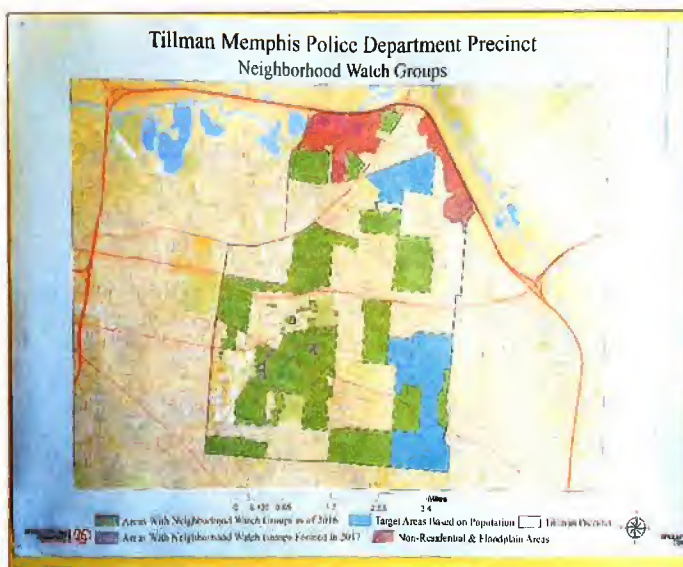 Tillman Memphis Police Department Precinct
Neighborhood Watch Groups
Miles
Areas With Neighborhood Watch Groups as of 2016
Target Areas Based on Population
Areas With Neighborhood Watch Groups Formed in 2017
Non-Residential & Floodplain Areas